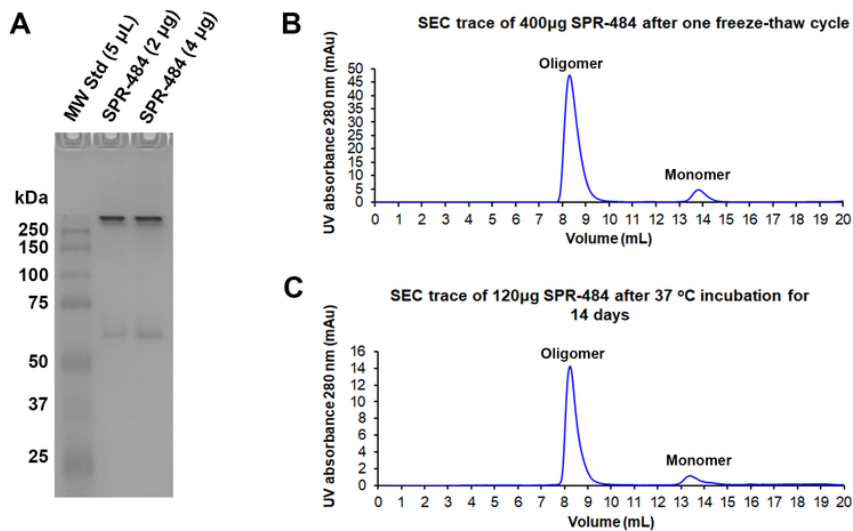 A
MW Std (5 µL)
SPR-484 (2 µg)
SPR-484 (4 µg)
kDa
250
150
100
75
50
37
25
B
SEC trace of 400µg SPR-484 after one freeze-thaw cycle
UV absorbance 280 nm (mAu)
50
45
40
35
30
25
20
15
10
5
0
Oligomer
Monomer
0 1 2 3 4 5 6 7 8 9 10 11 12 13 14 15 16 17 18 19 20
Volume (mL)
C
SEC trace of 120µg SPR-484 after 37 ºC incubation for
14 days
UV absorbance 280 nm (mAu)
16
14
12
10
8
6
4
2
0
Oligomer
Monomer
0 1 2 3 4 5 6 7 8 9 10 11 12 13 14 15 16 17 18 19 20
Volume (mL)